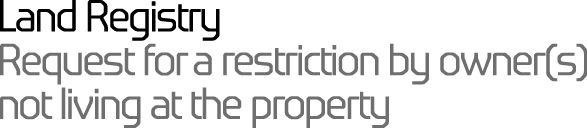 Land Registry
Request for a restriction by owner(s)
not living at the property